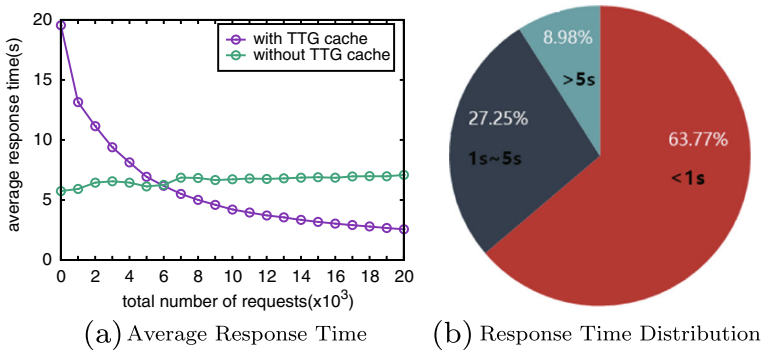 20
15
10
5
0
average response time(s)
with TTG cache
without TTG cache
0 2 4 6 8 10 12 14 16 18 20
total number of requests(x10³)
(a) Average Response Time
8.98%
>5s
27.25%
1s~5s
63.77%
<1s
(b) Response Time Distribution